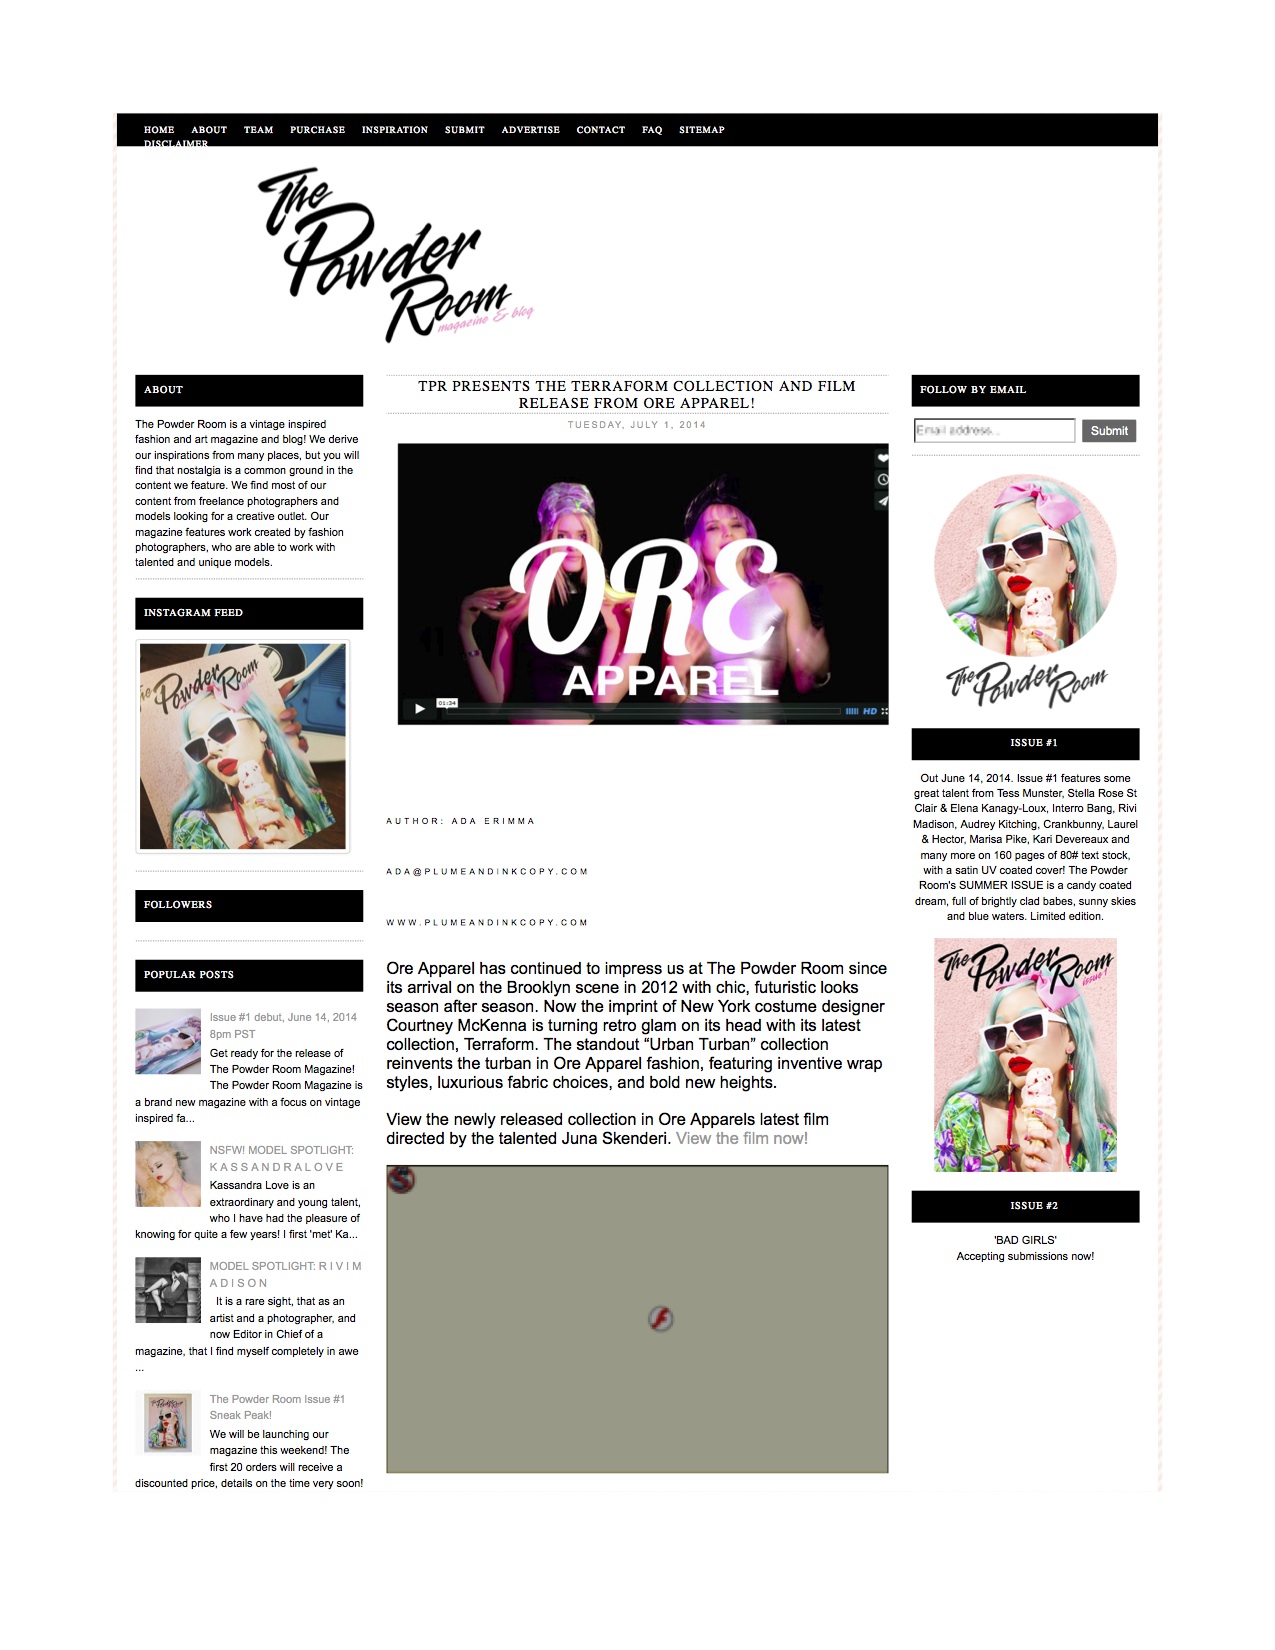 HOME ABOUT TEAM PURCHASE INSPIRATION SUBMIT ADVERTISE CONTACT FAQ SITEMAP
DISCLAIMER
The
Powder
Room
magazine & blog
ABOUT
The Powder Room is a vintage inspired
fashion and art magazine and blog! We derive
our inspirations from many places, but you will
find that nostalgia is a common ground in the
content we feature. We find most of our
content from freelance photographers and
models looking for a creative outlet. Our
magazine features work created by fashion
photographers, who are able to work with
talented and unique models.
INSTAGRAM FEED
The Powder Room
FOLLOWERS
POPULAR POSTS
Issue #1 debut, June 14, 2014
8pm PST
Get ready for the release of
The Powder Room Magazine!
The Powder Room Magazine is
a brand new magazine with a focus on vintage
inspired fa...
NSFW! MODEL SPOTLIGHT:
K A S S A N D R A L O V E
Kassandra Love is an
extraordinary and young talent,
who I have had the pleasure of
knowing for quite a few years! I first 'met' Ka...
MODEL SPOTLIGHT: R I V I M
A D I S O N
It is a rare sight, that as an
artist and a photographer, and
now Editor in Chief of a
magazine, that I find myself completely in awe
...
The Powder Room Issue #1
Sneak Peak!
We will be launching our
magazine this weekend! The
first 20 orders will receive a
discounted price, details on the time very soon!
TPR PRESENTS THE TERRAFORM COLLECTION AND FILM
RELEASE FROM ORE APPAREL!
TUESDAY, JULY 1, 2014
ORE
APPAREL
01:34
HD
AUTHOR: ADA ERIMMA
ADA@PLUMEANDINKCOPY.COM
WWW.PLUMEANDINKCOPY.COM
Ore Apparel has continued to impress us at The Powder Room since
its arrival on the Brooklyn scene in 2012 with chic, futuristic looks
season after season. Now the imprint of New York costume designer
Courtney McKenna is turning retro glam on its head with its latest
collection, Terraform. The standout “Urban Turban” collection
reinvents the turban in Ore Apparel fashion, featuring inventive wrap
styles, luxurious fabric choices, and bold new heights.
View the newly released collection in Ore Apparels latest film
directed by the talented Juna Skenderi. View the film now!
FOLLOW BY EMAIL
Email address...
Submit
The Powder Room
ISSUE #1
Out June 14, 2014. Issue #1 features some
great talent from Tess Munster, Stella Rose St
Clair & Elena Kanagy-Loux, Interro Bang, Rivi
Madison, Audrey Kitching, Crankbunny, Laurel
& Hector, Marisa Pike, Kari Devereaux and
many more on 160 pages of 80# text stock,
with a satin UV coated cover! The Powder
Room's SUMMER ISSUE is a candy coated
dream, full of brightly clad babes, sunny skies
and blue waters. Limited edition.
The Powder Room
issue 1
ISSUE #2
'BAD GIRLS'
Accepting submissions now!